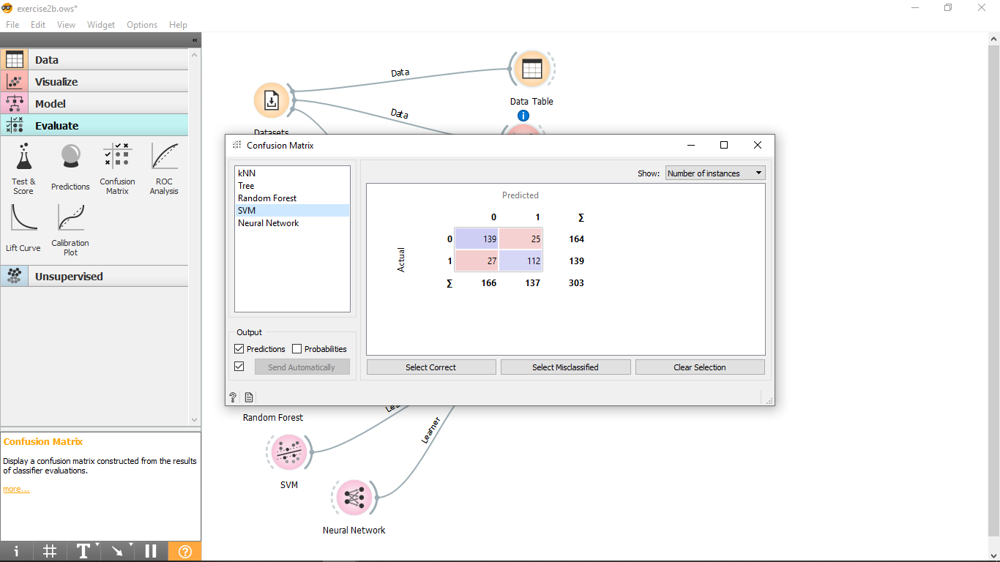 exercise2b.ows*
File Edit View Widget Options Help
«
Data
Visualize
Model
Evaluate
Test & Score
Predictions
Confusion Matrix
ROC Analysis
Lift Curve
Calibration Plot
Unsupervised
Confusion Matrix
Display a confusion matrix constructed from the results
of classifier evaluations.
more...
Data
Data
Data Table
Datasets
Confusion Matrix
kNN
Tree
Random Forest
SVM
Neural Network
Output
Predictions Probabilities
Send Automatically
Show: Number of instances
Predicted
0 1 Σ
Actual
0 139 25 164
1 27 112 139
Σ 166 137 303
Select Correct Select Misclassified Clear Selection
Random Forest
Learner
SVM
Neural Network